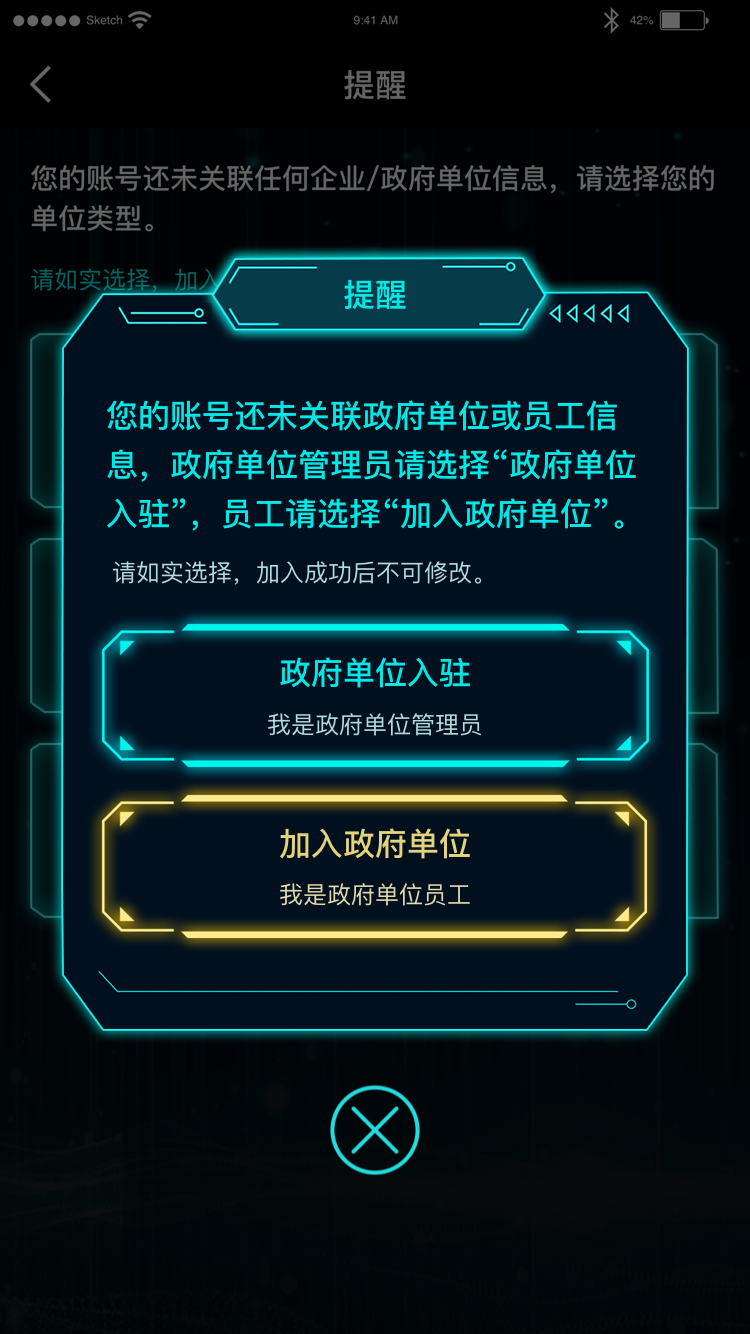 Sketch 9:41 AM 42%
提醒
您的账号还未关联任何企业/政府单位信息，请选择您的
单位类型。
请如实选择，加入
提醒
您的账号还未关联政府单位或员工信
息，政府单位管理员请选择“政府单位
入驻”，员工请选择“加入政府单位”。
请如实选择，加入成功后不可修改。
政府单位入驻
我是政府单位管理员
加入政府单位
我是政府单位员工